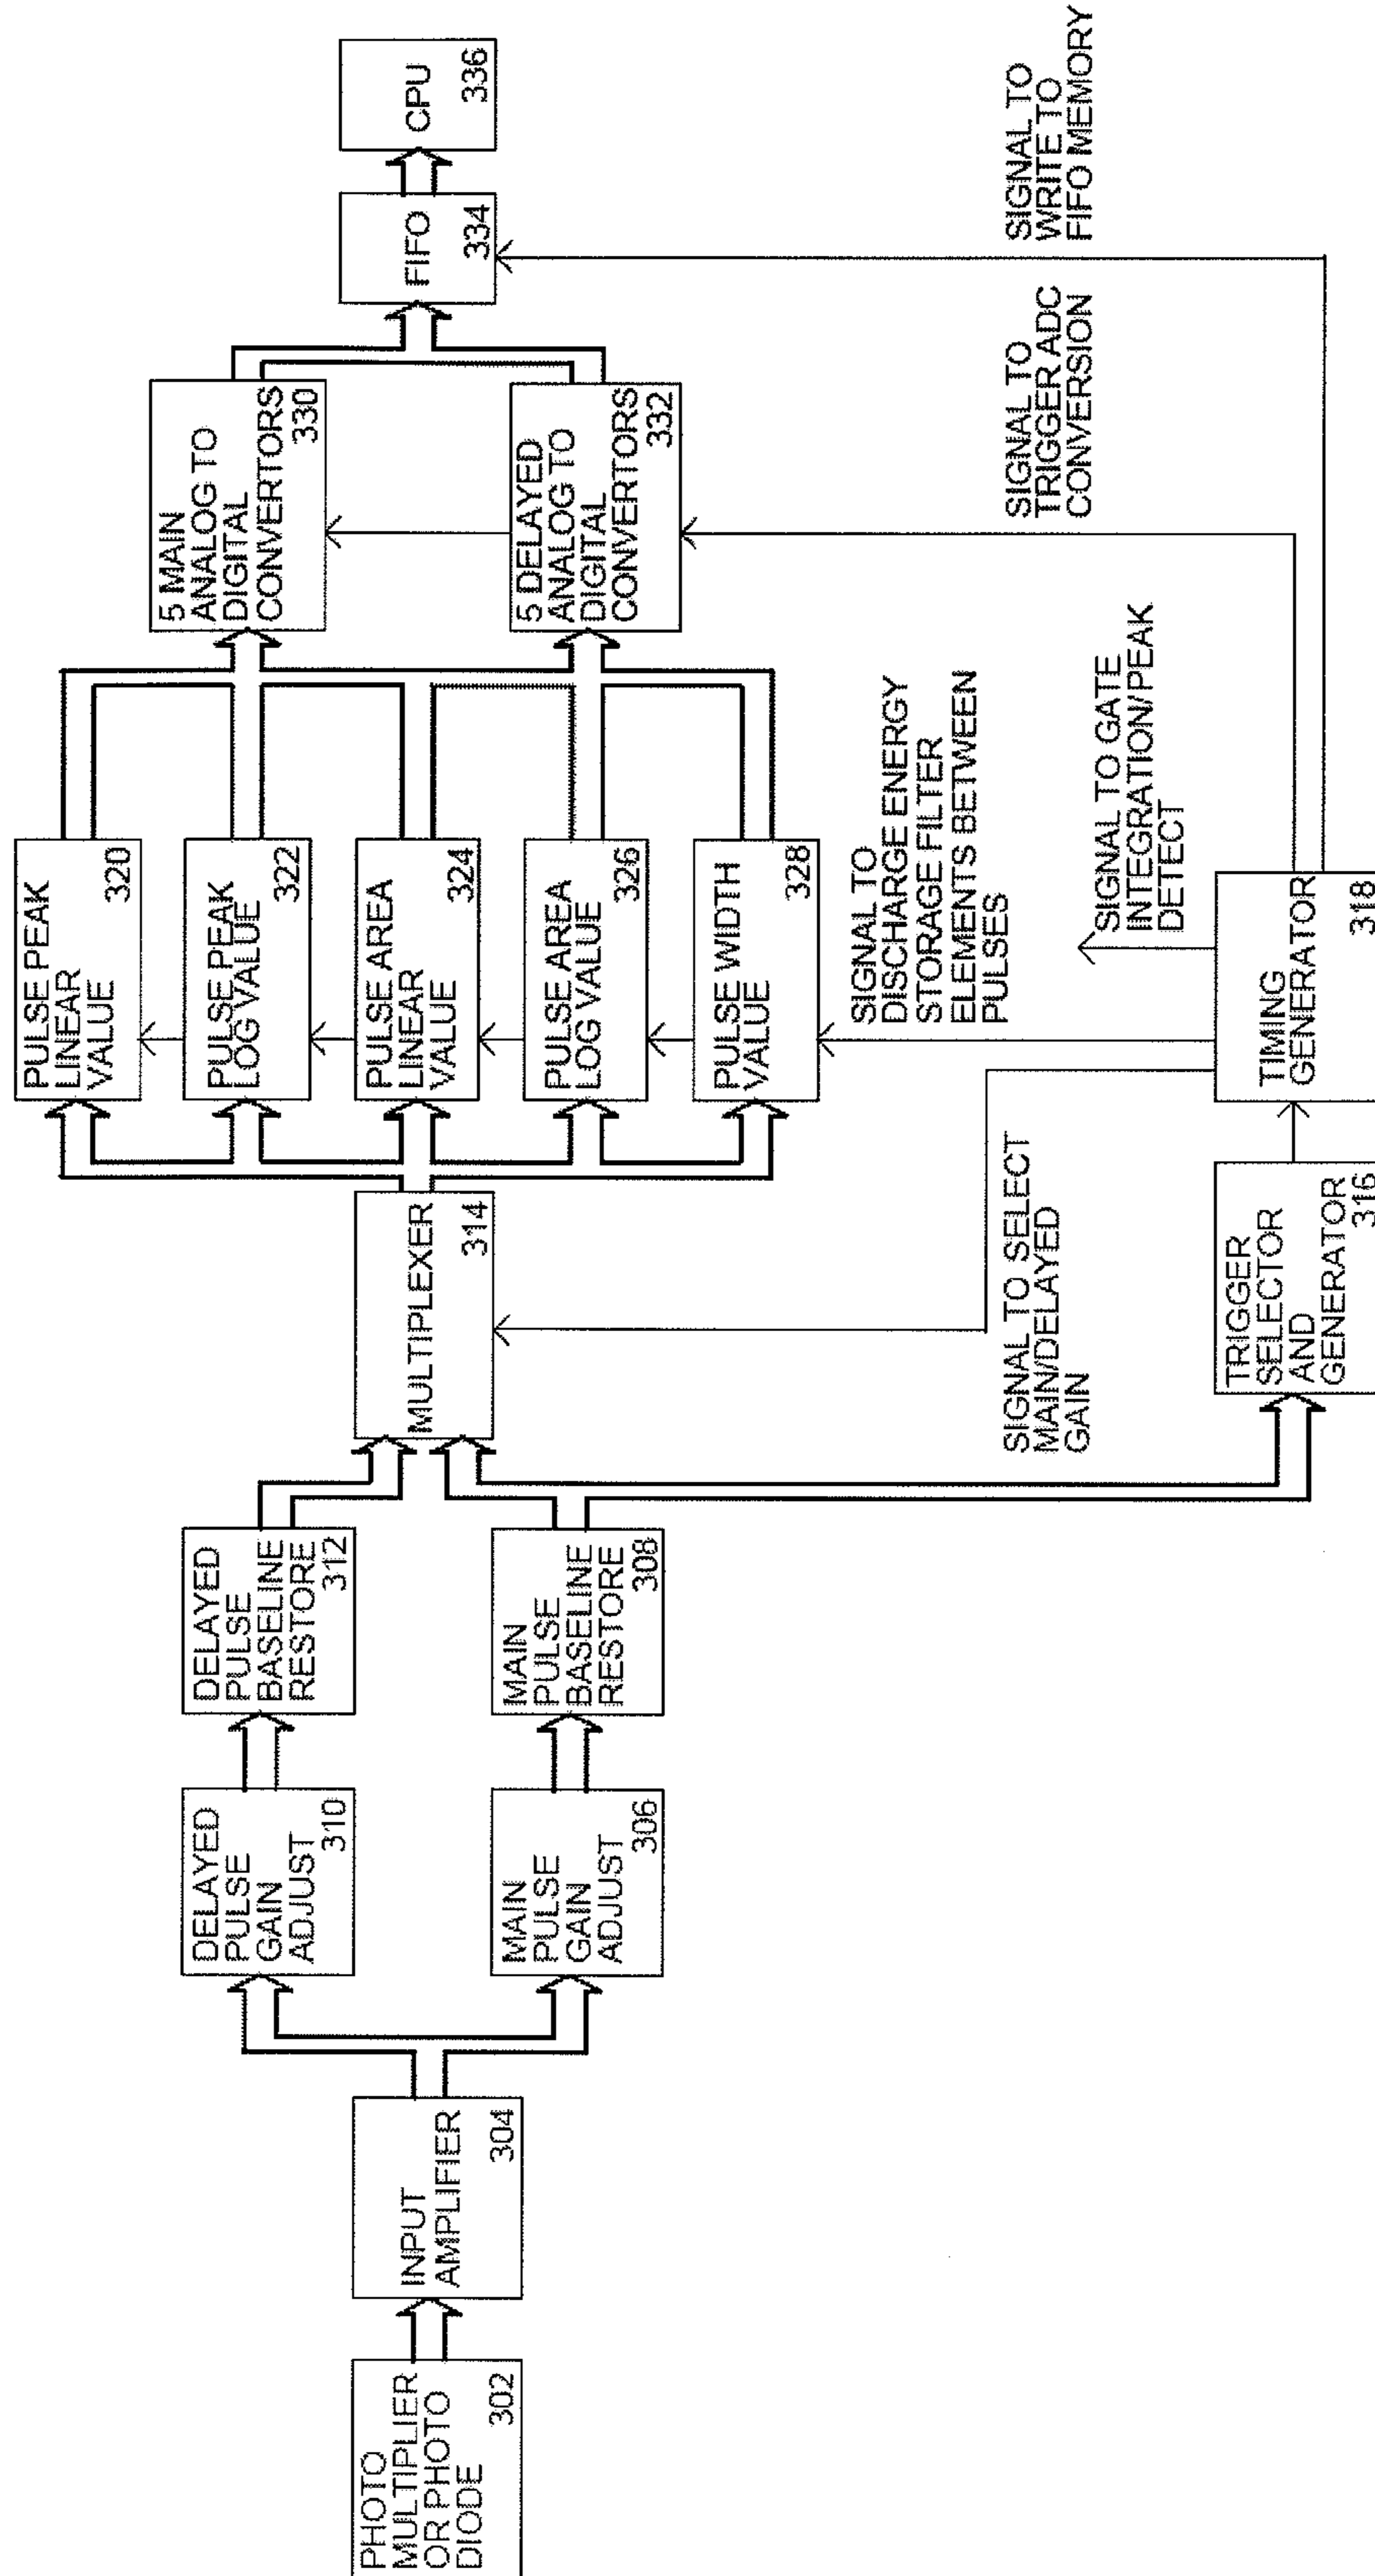 PHOTO
MULTIPLIER
OR PHOTO
DIODE
302
INPUT
AMPLIFIER
304
DELAYED
PULSE
GAIN
ADJUST
310
MAIN
PULSE
GAIN
ADJUST
306
DELAYED
PULSE
BASELINE
RESTORE
312
MAIN
PULSE
BASELINE
RESTORE
308
MULTIPLEXER
314
SIGNAL TO SELECT
MAIN/DELAYED
GAIN
TRIGGER
SELECTOR
AND
GENERATOR
316
TIMING
GENERATOR
318
PULSE PEAK
LINEAR
VALUE
320
PULSE PEAK
LOG VALUE
322
PULSE AREA
LINEAR
VALUE
324
PULSE AREA
LOG VALUE
326
PULSE WIDTH
VALUE
328
SIGNAL TO
DISCHARGE ENERGY
STORAGE FILTER
ELEMENTS BETWEEN
PULSES
SIGNAL TO GATE
INTEGRATION/PEAK
DETECT
5 MAIN
ANALOG TO
DIGITAL
CONVERTORS
330
5 DELAYED
ANALOG TO
DIGITAL
CONVERTORS
332
SIGNAL TO
TRIGGER ADC
CONVERSION
FIFO
334
CPU
336
SIGNAL TO
WRITE TO
FIFO MEMORY